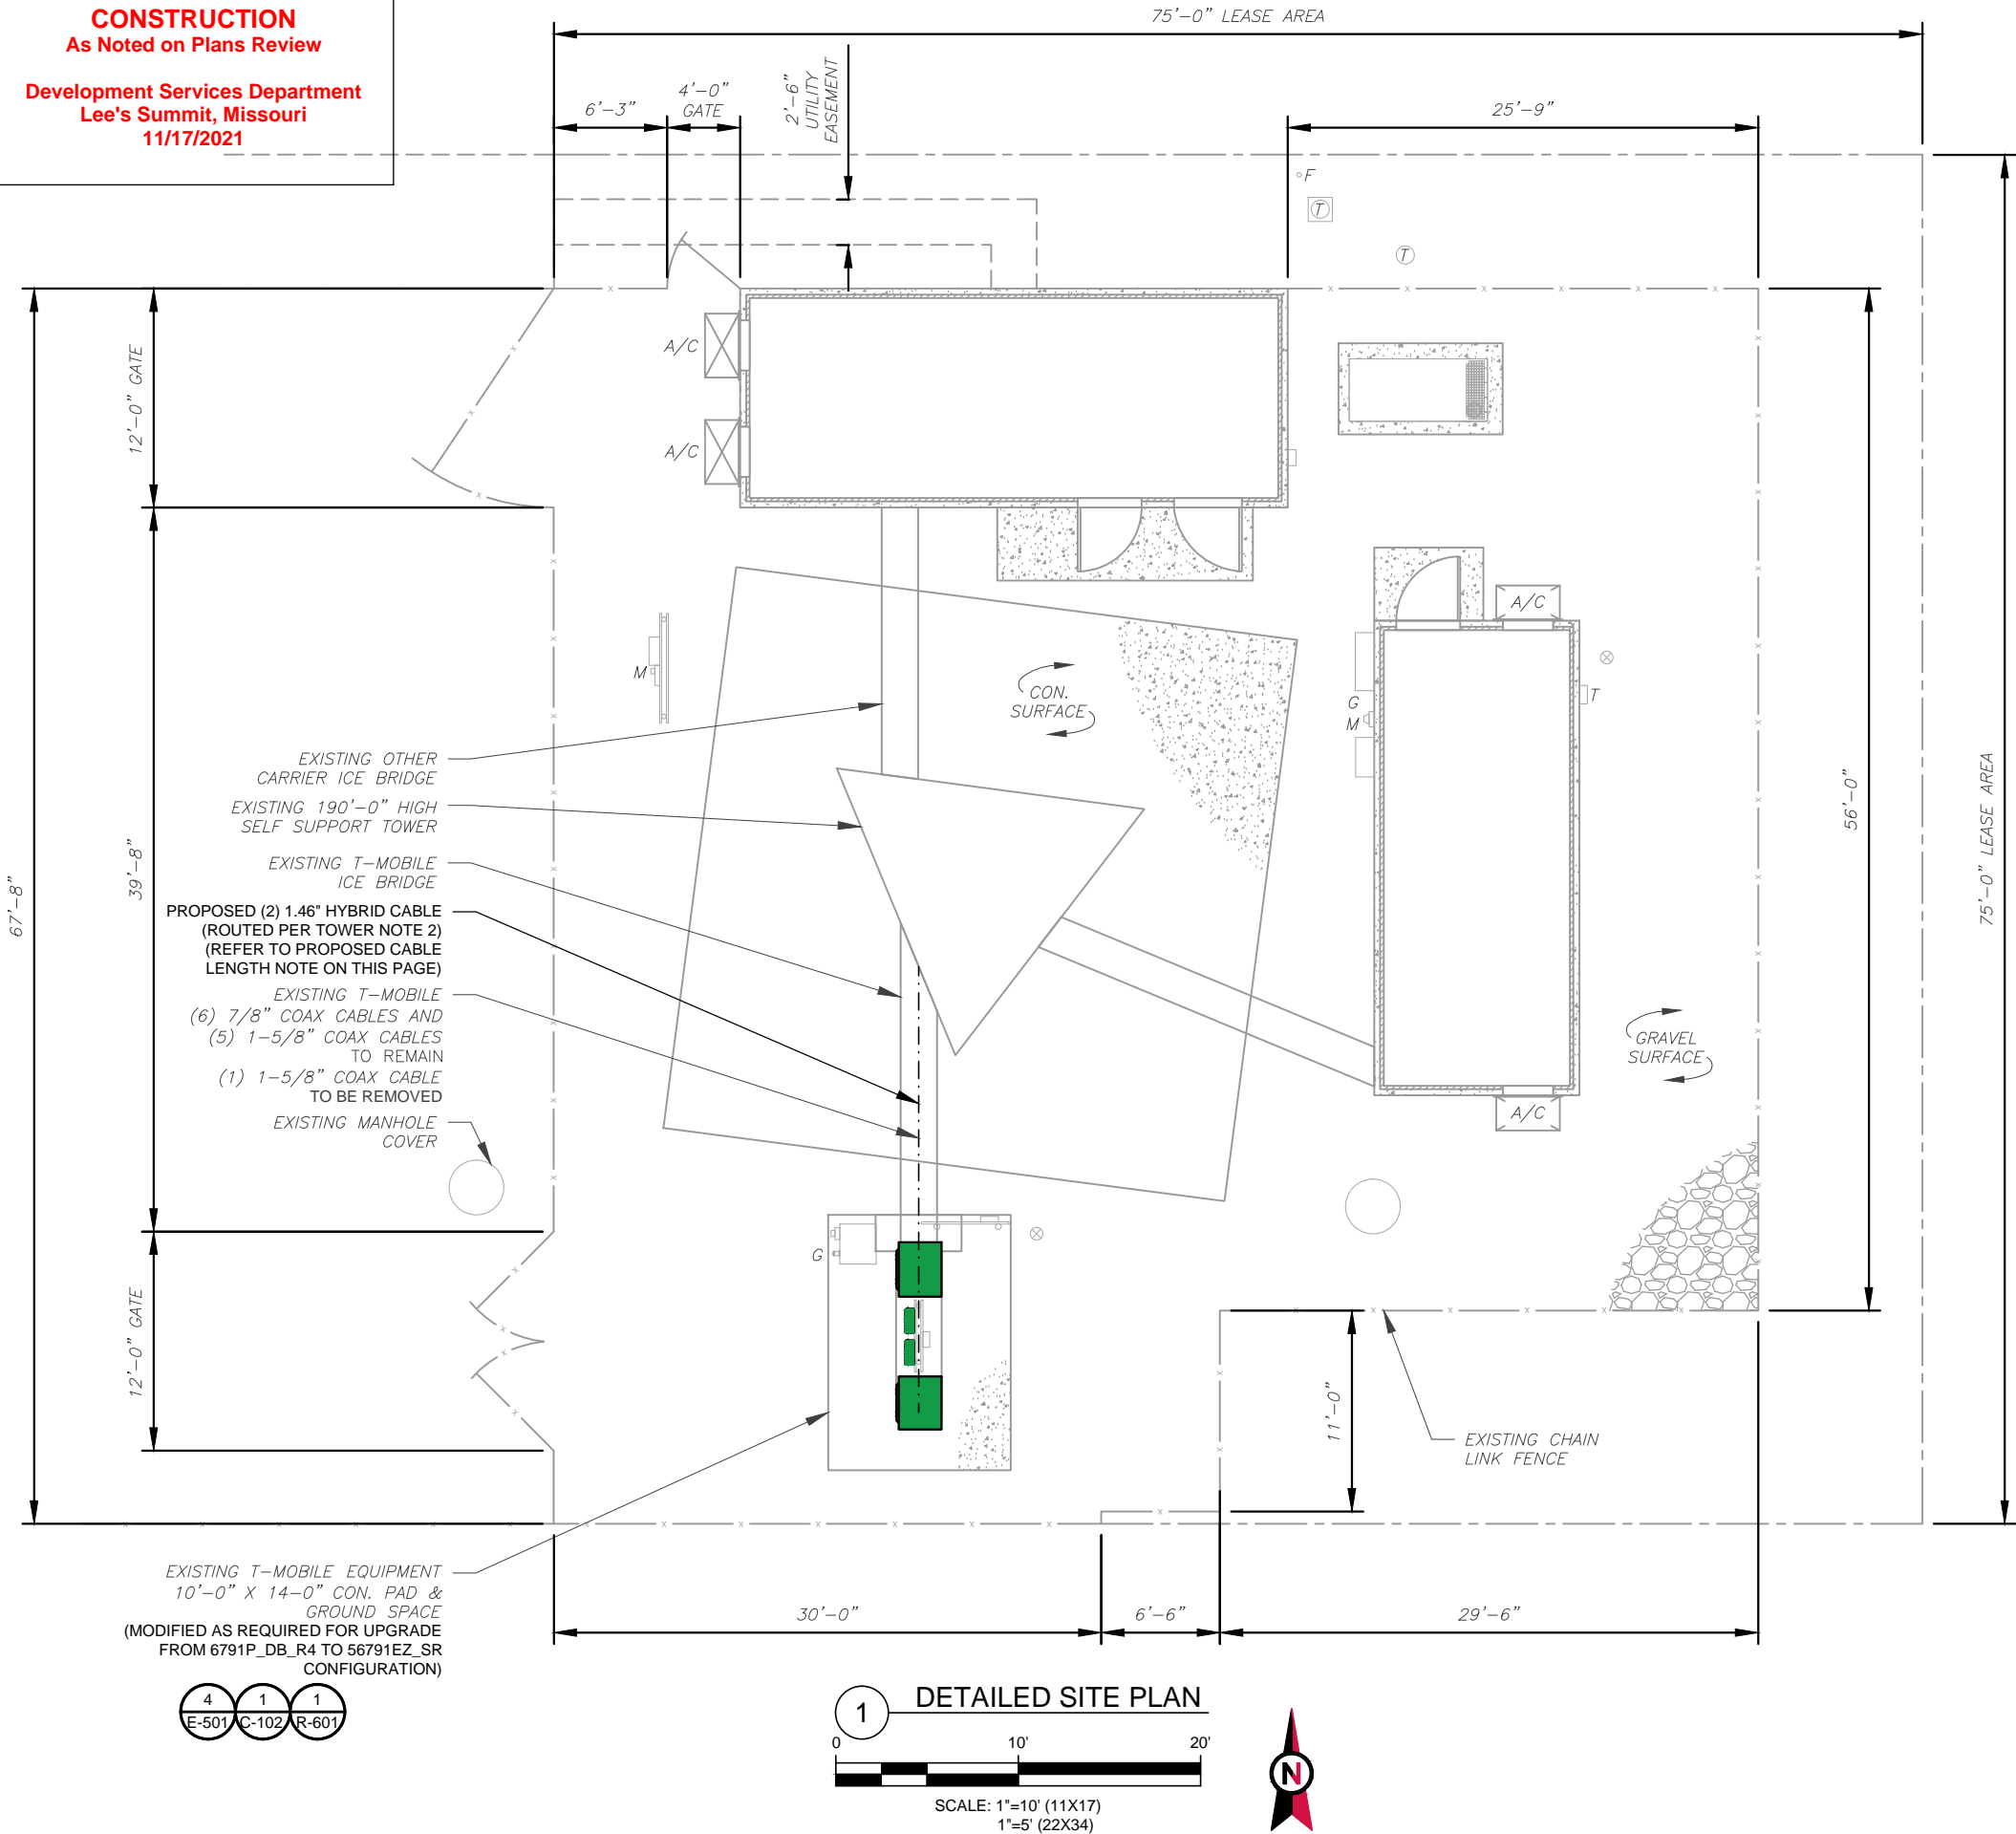 CONSTRUCTION
As Noted on Plans Review
Development Services Department
Lee's Summit, Missouri
11/17/2021
75'-0" LEASE AREA
6'-3"
4'-0"
GATE
2'-6"
UTILITY
EASEMENT
25'-9"
F
T
T
12'-0" GATE
A/C
A/C
A/C
M
CON.
SURFACE
G
M
T
EXISTING OTHER
CARRIER ICE BRIDGE
EXISTING 190'-0" HIGH
SELF SUPPORT TOWER
EXISTING T-MOBILE
ICE BRIDGE
PROPOSED (2) 1.46" HYBRID CABLE
(ROUTED PER TOWER NOTE 2)
(REFER TO PROPOSED CABLE
LENGTH NOTE ON THIS PAGE)
EXISTING T-MOBILE
(6) 7/8" COAX CABLES AND
(5) 1-5/8" COAX CABLES
TO REMAIN
(1) 1-5/8" COAX CABLE
TO BE REMOVED
EXISTING MANHOLE
COVER
67'-8"
39'-8"
56'-0"
75'-0" LEASE AREA
GRAVEL
SURFACE
A/C
G
12'-0" GATE
11'-0"
EXISTING CHAIN
LINK FENCE
EXISTING T-MOBILE EQUIPMENT
10'-0" X 14-0" CON. PAD &
GROUND SPACE
(MODIFIED AS REQUIRED FOR UPGRADE
FROM 6791P_DB_R4 TO 56791EZ_SR
CONFIGURATION)
30'-0"
6'-6"
29'-6"
4
E-501
1
C-102
1
R-601
1
DETAILED SITE PLAN
0
10'
20'
SCALE: 1"=10' (11X17)
1"=5' (22X34)
N